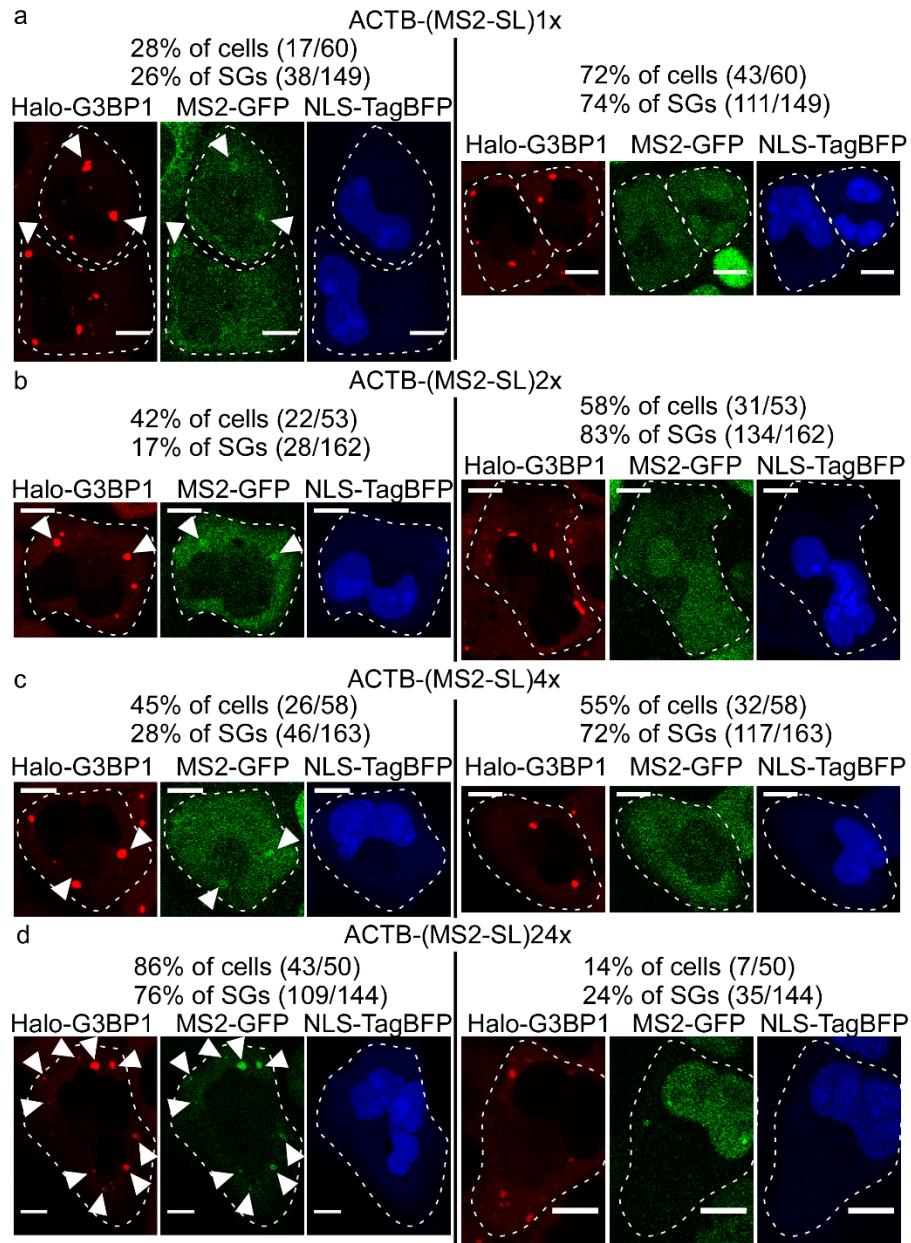 a
ACTB-(MS2-SL)1x
28% of cells (17/60)
26% of SGs (38/149)
Halo-G3BP1 MS2-GFP NLS-TagBFP
72% of cells (43/60)
74% of SGs (111/149)
Halo-G3BP1 MS2-GFP NLS-TagBFP
b
ACTB-(MS2-SL)2x
42% of cells (22/53)
17% of SGs (28/162)
Halo-G3BP1 MS2-GFP NLS-TagBFP
58% of cells (31/53)
83% of SGs (134/162)
Halo-G3BP1 MS2-GFP NLS-TagBFP
c
ACTB-(MS2-SL)4x
45% of cells (26/58)
28% of SGs (46/163)
Halo-G3BP1 MS2-GFP NLS-TagBFP
55% of cells (32/58)
72% of SGs (117/163)
Halo-G3BP1 MS2-GFP NLS-TagBFP
d
ACTB-(MS2-SL)24x
86% of cells (43/50)
76% of SGs (109/144)
Halo-G3BP1 MS2-GFP NLS-TagBFP
14% of cells (7/50)
24% of SGs (35/144)
Halo-G3BP1 MS2-GFP NLS-TagBFP